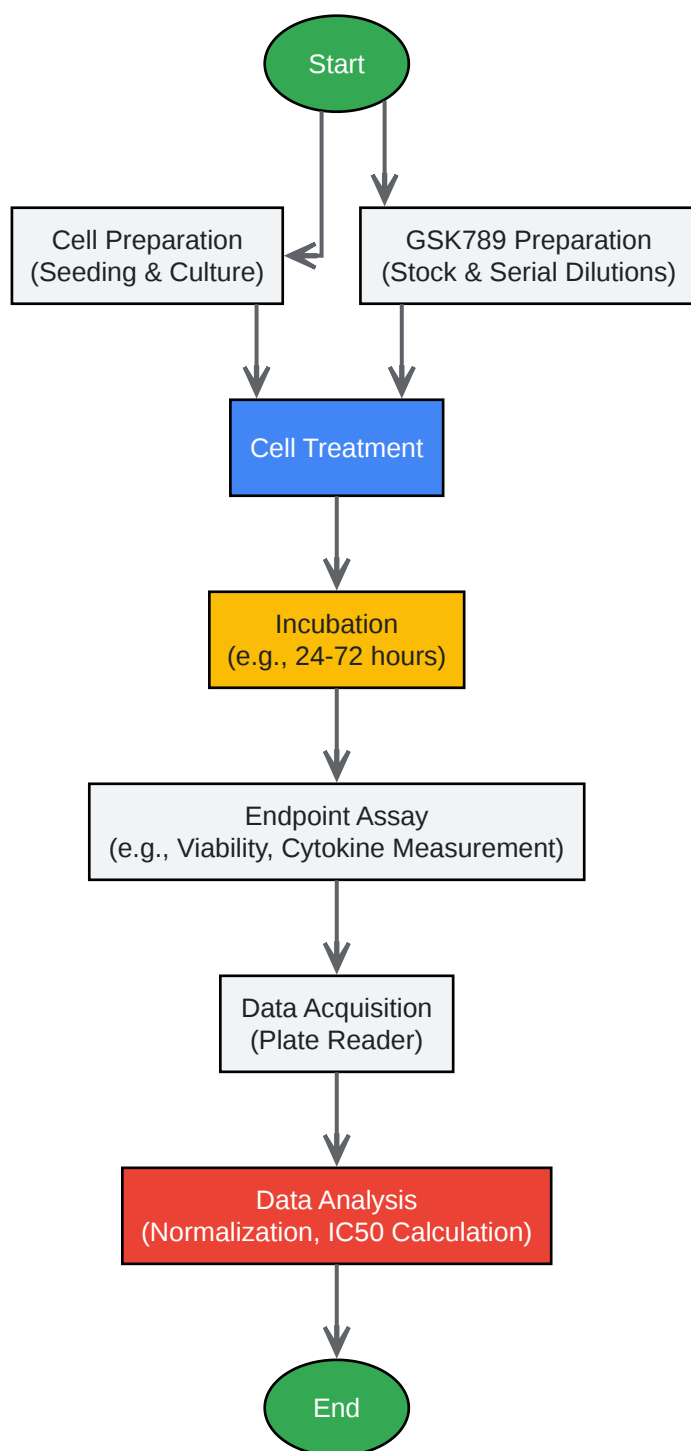 Start
Cell Preparation
(Seeding & Culture)
GSK789 Preparation
(Stock & Serial Dilutions)
Cell Treatment
Incubation
(e.g., 24-72 hours)
Endpoint Assay
(e.g., Viability, Cytokine Measurement)
Data Acquisition
(Plate Reader)
Data Analysis
(Normalization, IC50 Calculation)
End